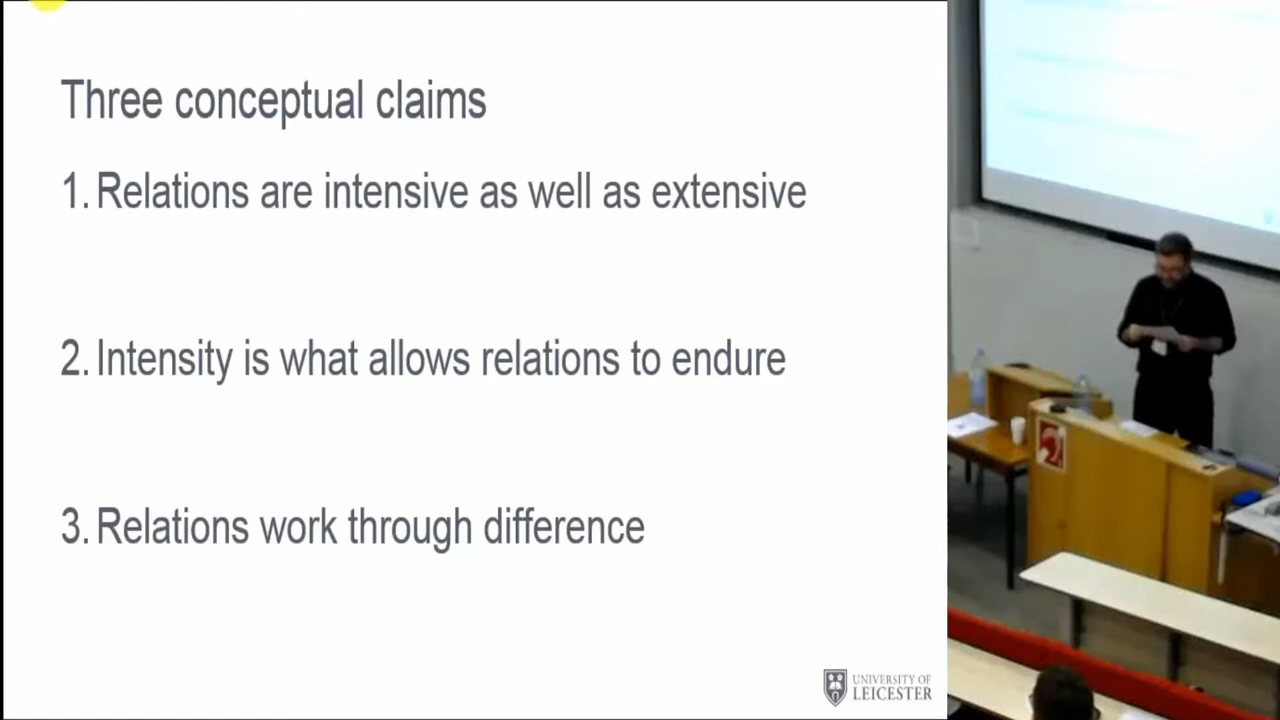 Three conceptual claims
1. Relations are intensive as well as extensive
2. Intensity is what allows relations to endure
3. Relations work through difference
UNIVERSITY OF
LEICESTER